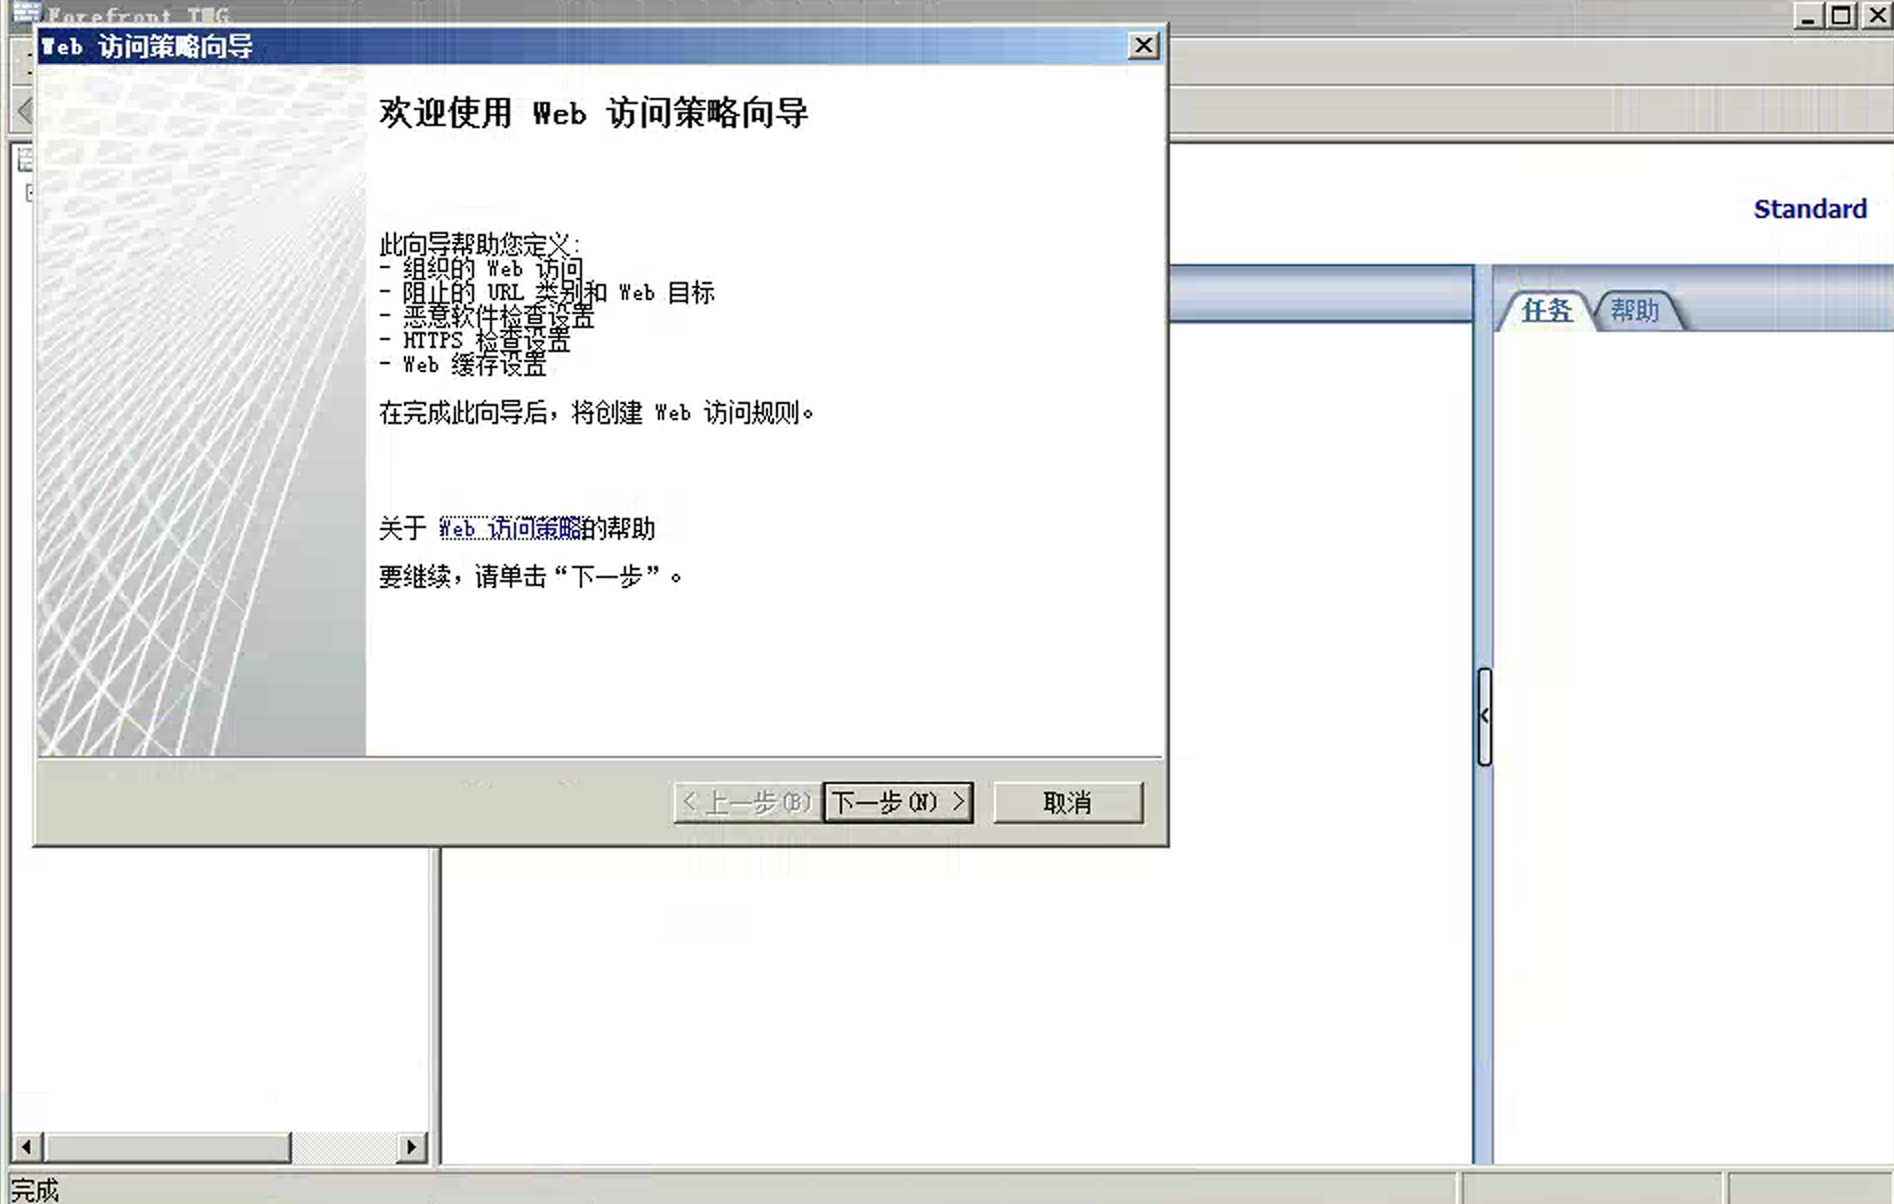 Forefront TMG
Web 访问策略向导
欢迎使用 Web 访问策略向导
此向导帮助您定义:
- 组织的 Web 访问
- 阻止的 URL 类别和 Web 目标
- 恶意软件检查设置
- HTTPS 检查设置
- Web 缓存设置
在完成此向导后，将创建 Web 访问规则。
关于 Web 访问策略的帮助
要继续，请单击“下一步”。
< 上一步(B)
下一步(N) >
取消
Standard
任务
帮助
完成